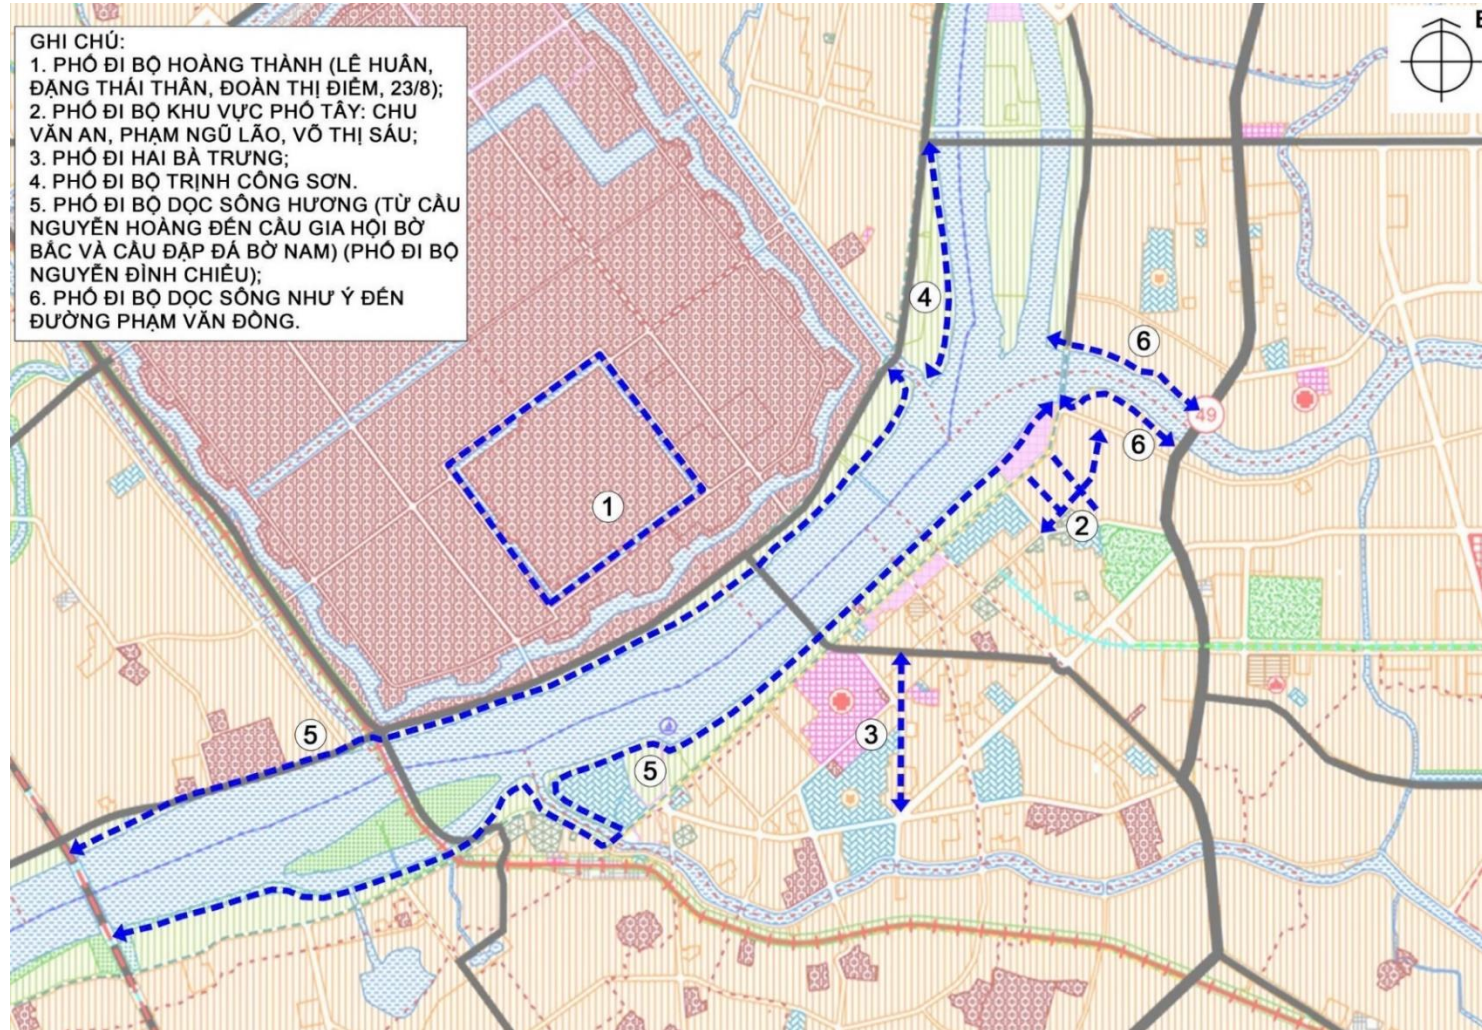 GHI CHÚ:
1. PHỐ ĐI BỘ HOÀNG THÀNH (LÊ HUÂN,
ĐẶNG THÁI THÂN, ĐOÀN THỊ ĐIỂM, 23/8);
2. PHỐ ĐI BỘ KHU VỰC PHỐ TÂY: CHU
VĂN AN, PHẠM NGŨ LÃO, VÕ THỊ SÁU;
3. PHỐ ĐI HAI BÀ TRƯNG;
4. PHỐ ĐI BỘ TRỊNH CÔNG SƠN.
5. PHỐ ĐI BỘ DỌC SÔNG HƯƠNG (TỪ CẦU
NGUYỄN HOÀNG ĐẾN CẦU GIA HỘI BỜ
BẮC VÀ CẦU ĐẬP ĐÁ BỜ NAM) (PHỐ ĐI BỘ
NGUYỄN ĐÌNH CHIỂU);
6. PHỐ ĐI BỘ DỌC SÔNG NHƯ Ý ĐẾN
ĐƯỜNG PHẠM VĂN ĐỒNG.
B
4
6
49
6
1
2
5
3
5